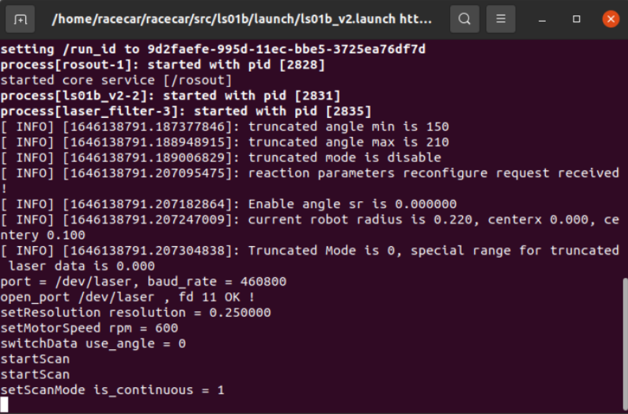 /home/racecar/racecar/src/ls01b/launch/ls01b_v2.launch htt...
setting /run_id to 9d2faefe-995d-11ec-bbe5-3725ea76df7d
process[rosout-1]: started with pid [2828]
started core service [/rosout]
process[ls01b_v2-2]: started with pid [2831]
process[laser_filter-3]: started with pid [2835]
[ INFO] [1646138791.187377846]: truncated angle min is 150
[ INFO] [1646138791.188948915]: truncated angle max is 210
[ INFO] [1646138791.189006829]: truncated mode is disable
[ INFO] [1646138791.207095475]: reaction parameters reconfigure request received
!
[ INFO] [1646138791.207182864]: Enable angle sr is 0.000000
[ INFO] [1646138791.207247009]: current robot radius is 0.220, centerx 0.000, ce
ntery 0.100
[ INFO] [1646138791.207304838]: Truncated Mode is 0, special range for truncated
 laser data is 0.000
port = /dev/laser, baud_rate = 460800
open_port /dev/laser , fd 11 OK !
setResolution resolution = 0.250000
setMotorSpeed rpm = 600
switchData use_angle = 0
startScan
startScan
setScanMode is_continuous = 1